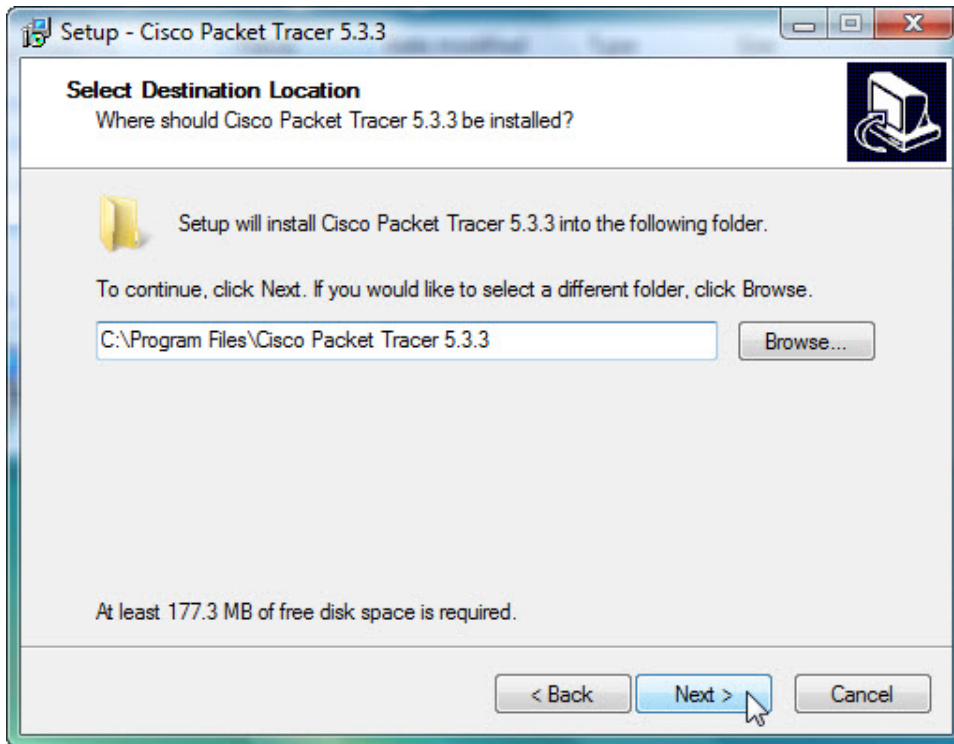 Setup - Cisco Packet Tracer 5.3.3
Select Destination Location
Where should Cisco Packet Tracer 5.3.3 be installed?
Setup will install Cisco Packet Tracer 5.3.3 into the following folder.
To continue, click Next. If you would like to select a different folder, click Browse.
C:\Program Files\Cisco Packet Tracer 5.3.3
Browse...
At least 177.3 MB of free disk space is required.
< Back
Next >
Cancel